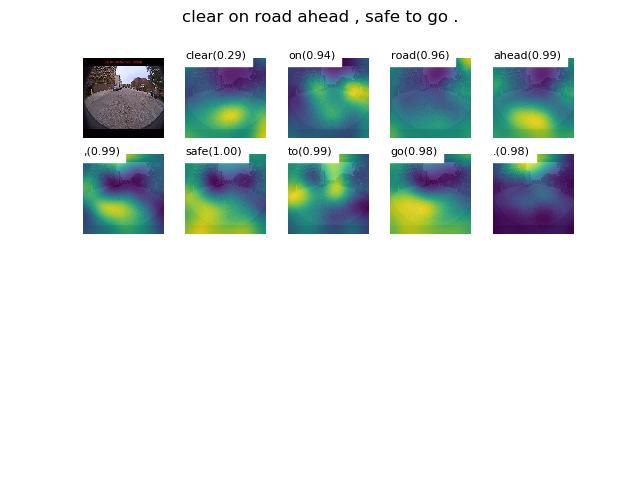 clear on road ahead , safe to go .
clear(0.29) on(0.94) road(0.96) ahead(0.99)
,(0.99) safe(1.00) to(0.99) go(0.98) .(0.98)